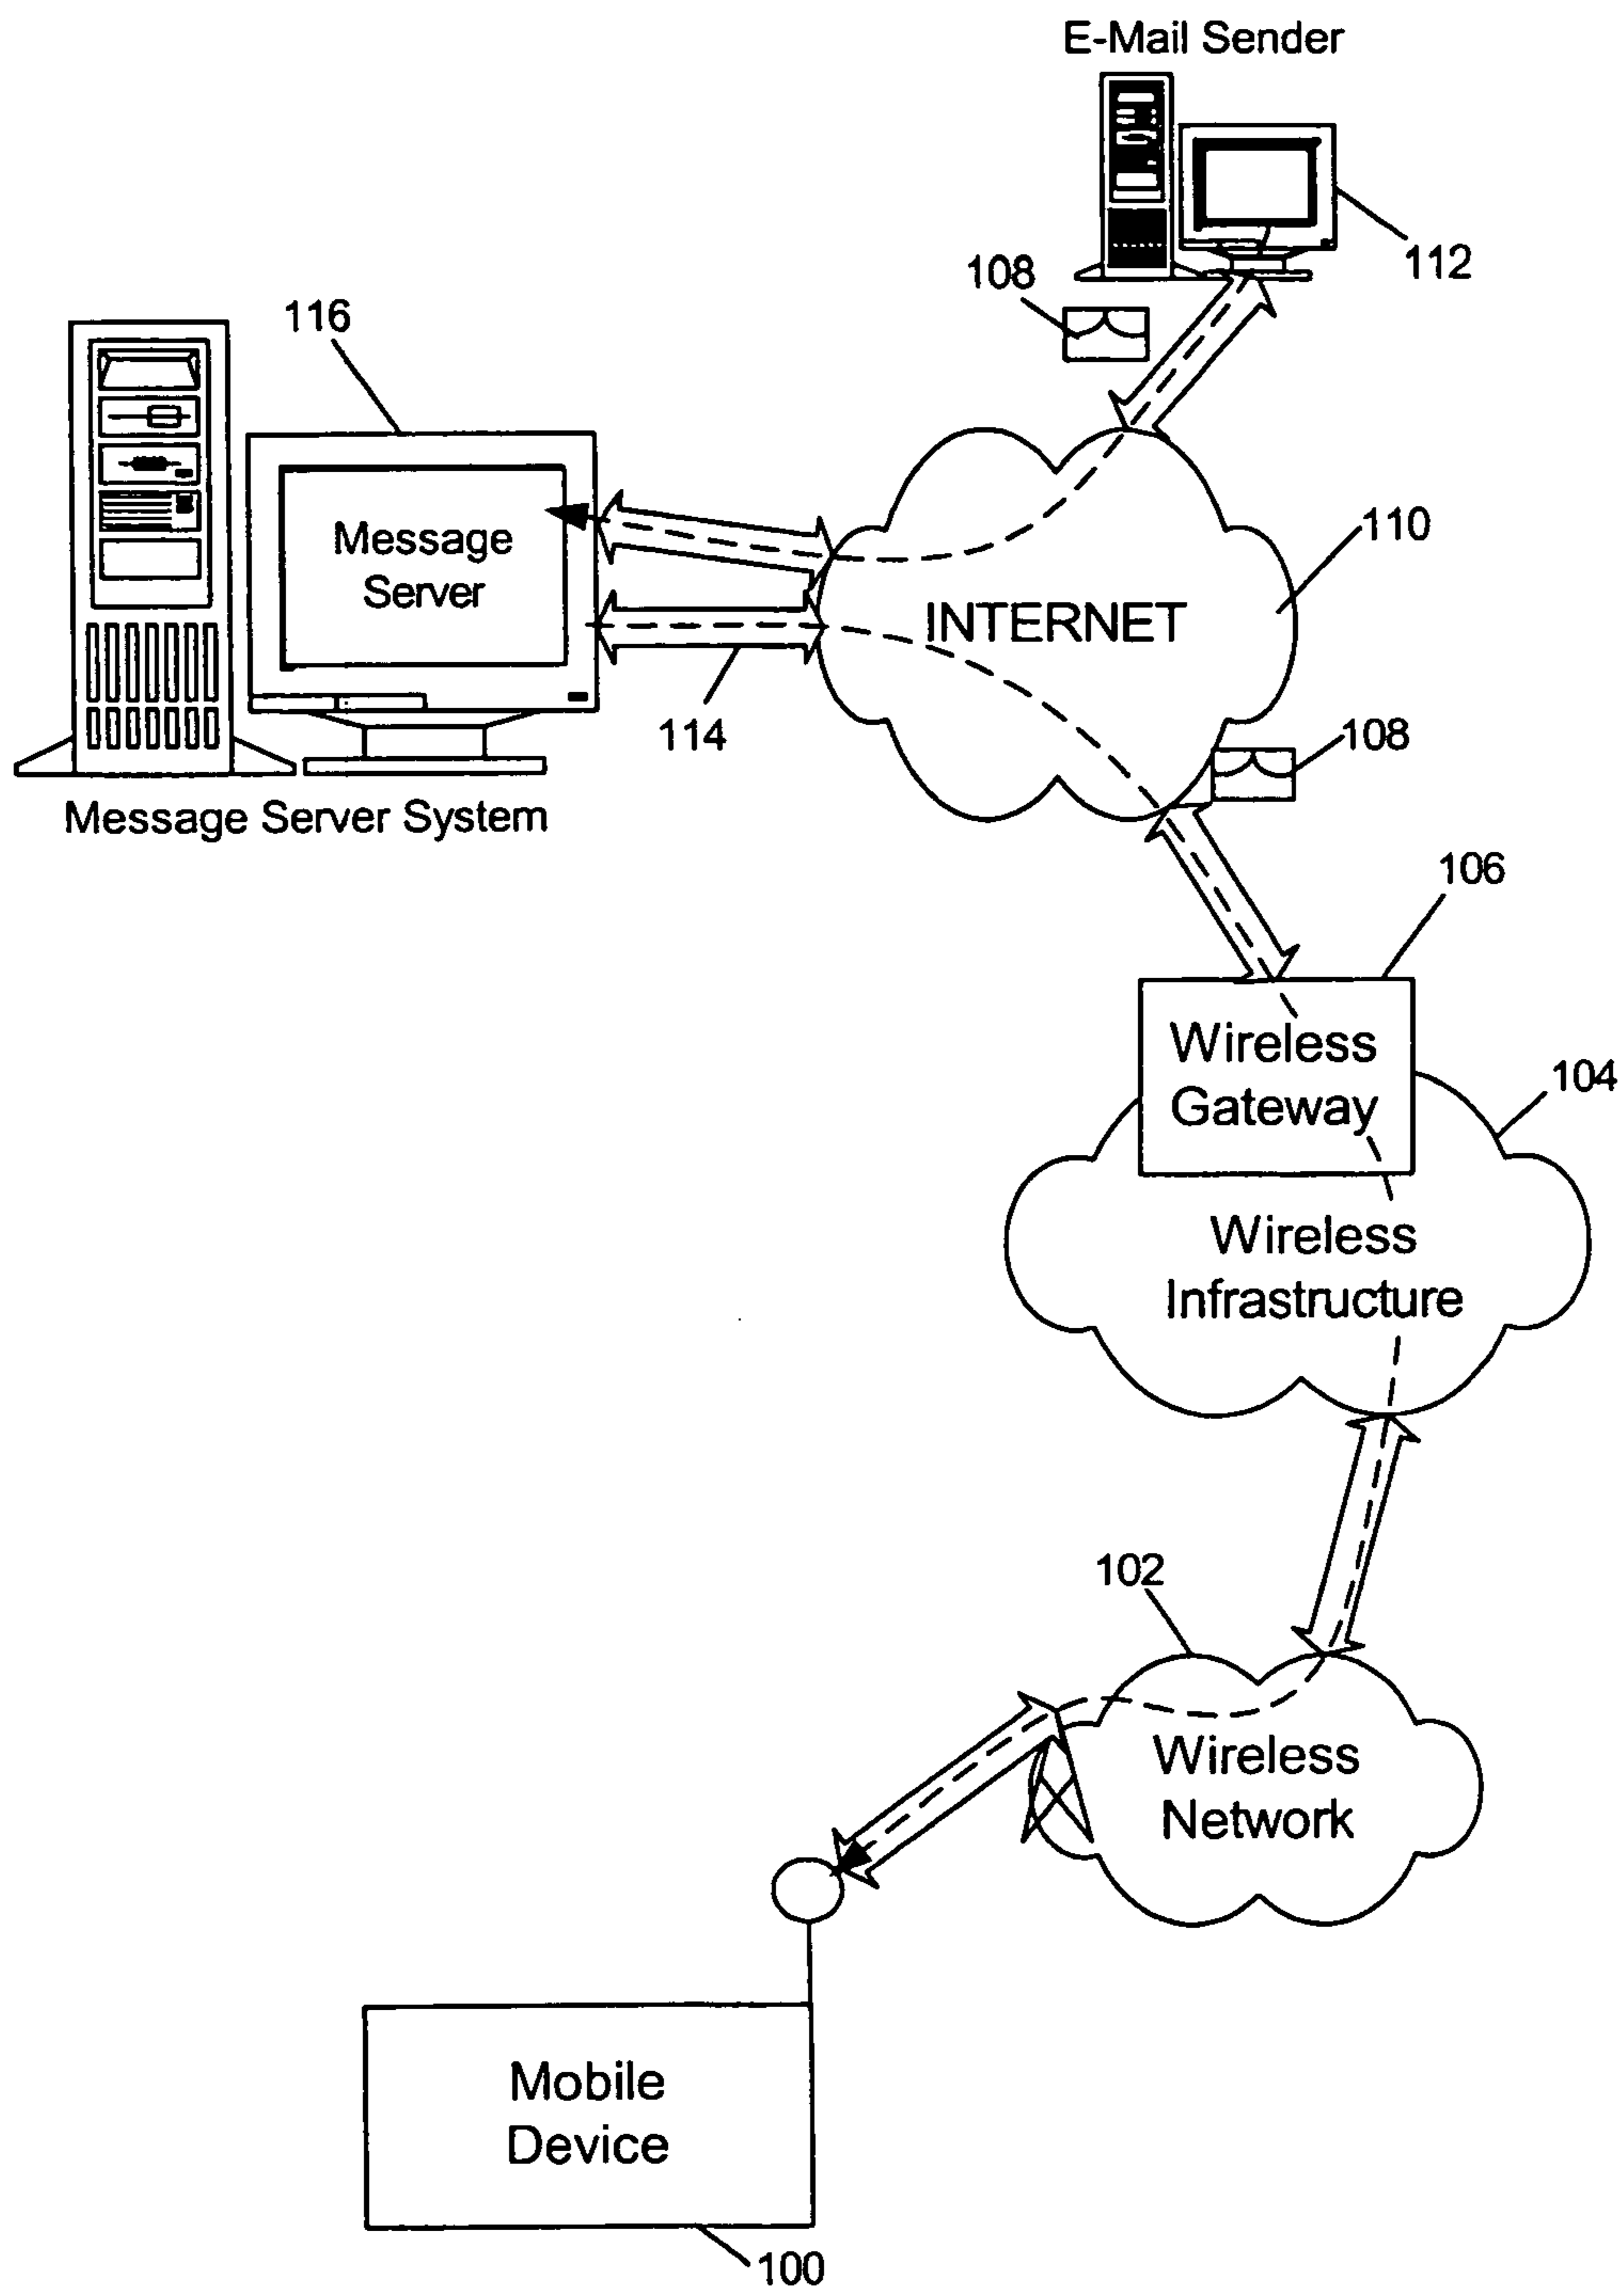 E-Mail Sender
112
108
116
Message
Server
110
INTERNET
114
108
Message Server System
106
Wireless
Gateway
104
Wireless
Infrastructure
102
Wireless
Network
Mobile
Device
100